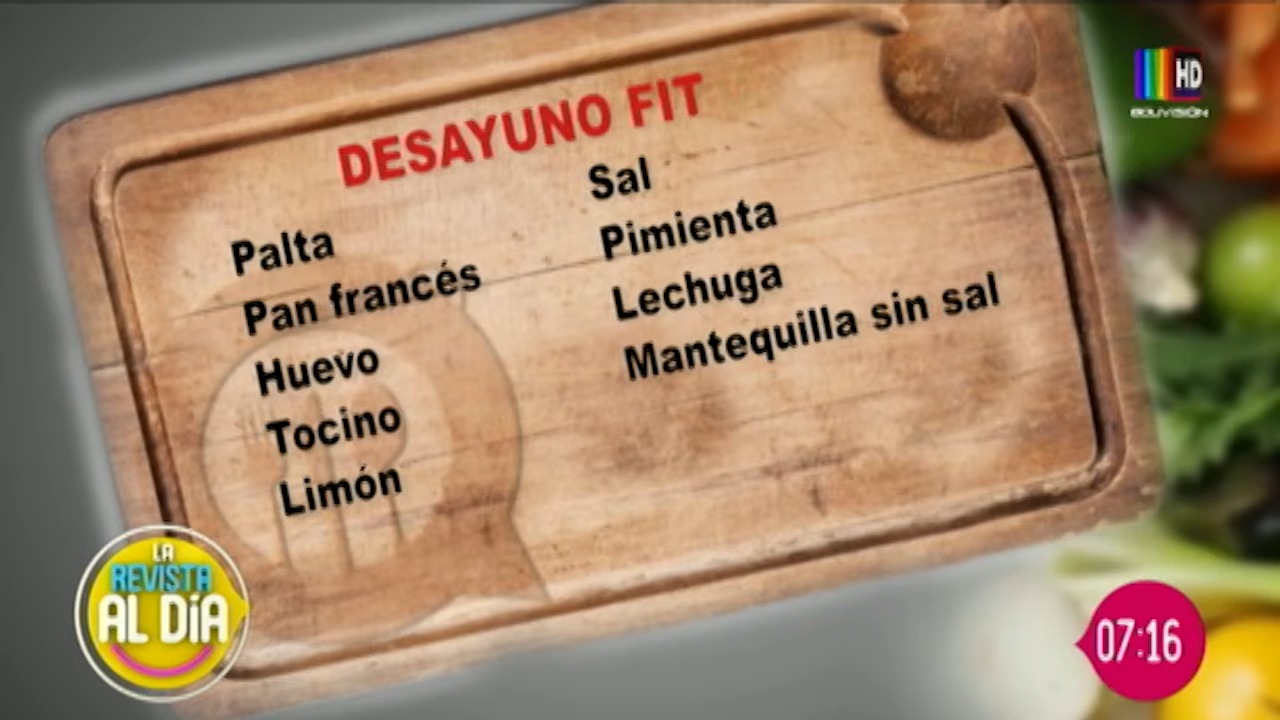 DESAYUNO FIT
Palta
Pan francés
Huevo
Tocino
Limón
Sal
Pimienta
Lechuga
Mantequilla sin sal
HD
BOLIVISIÓN
LA
REVISTA
AL DÍA
07:16